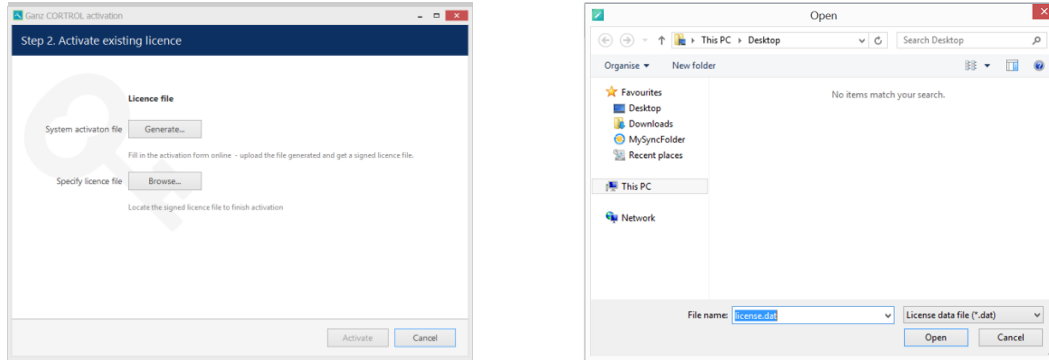 Ganz CORTROL activation
Step 2. Activate existing licence
Licence file
System activaton file
Generate...
Fill in the activation form online - upload the file generated and get a signed licence file.
Specify licence file
Browse...
Locate the signed licence file to finish activation
Activate
Cancel
Open
This PC
Desktop
Search Desktop
Organise
New folder
Favourites
Desktop
Downloads
MySyncFolder
Recent places
This PC
Network
No items match your search.
File name:
license.dat
License data file (*.dat)
Open
Cancel